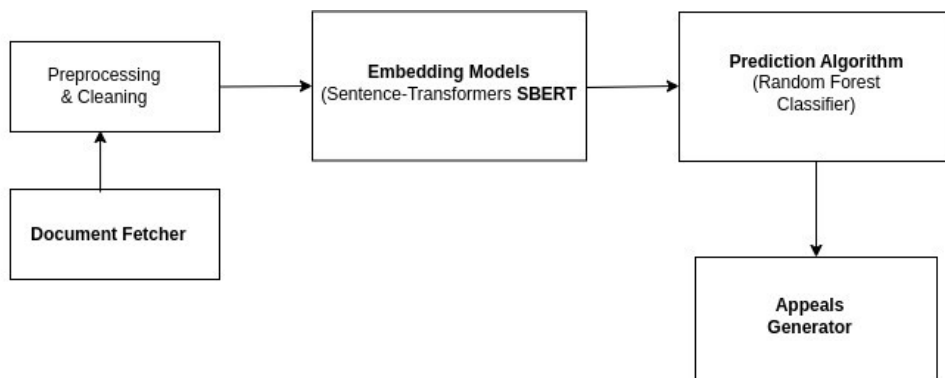 Preprocessing
& Cleaning
Embedding Models
(Sentence-Transformers SBERT
Prediction Algorithm
(Random Forest
Classifier)
Document Fetcher
Appeals
Generator